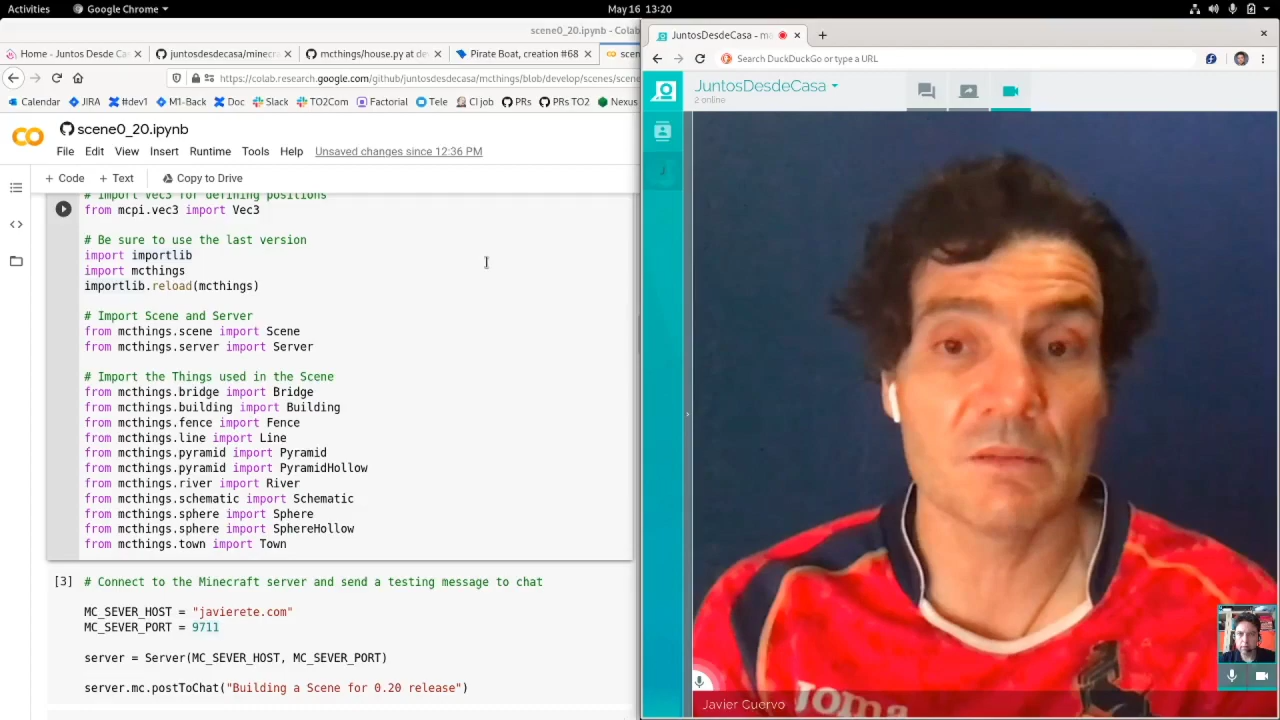 Activities
Google Chrome
May 16 13:20
scene0_20.ipynb - Colab
Home - Juntos Desde Ca
juntosdesdecasa/minecr
mcthings/house.py at de
Pirate Boat, creation #68
scen
https://colab.research.google.com/github/juntosdesdecasa/mcthings/blob/develop/scenes/scene
Calendar
JIRA
#dev1
M1-Back
Doc
Slack
TO2Com
Factorial
Tele
CI job
PRs
PRs TO2
Nexus
scene0_20.ipynb
File Edit View Insert Runtime Tools Help Unsaved changes since 12:36 PM
+ Code + Text Copy to Drive
# Import Vec3 for defining positions
from mcpi.vec3 import Vec3
# Be sure to use the last version
import importlib
import mcthings
importlib.reload(mcthings)
# Import Scene and Server
from mcthings.scene import Scene
from mcthings.server import Server
# Import the Things used in the Scene
from mcthings.bridge import Bridge
from mcthings.building import Building
from mcthings.fence import Fence
from mcthings.line import Line
from mcthings.pyramid import Pyramid
from mcthings.pyramid import PyramidHollow
from mcthings.river import River
from mcthings.schematic import Schematic
from mcthings.sphere import Sphere
from mcthings.sphere import SphereHollow
from mcthings.town import Town
[3] # Connect to the Minecraft server and send a testing message to chat
MC_SEVER_HOST = "javierete.com"
MC_SEVER_PORT = 9711
server = Server(MC_SEVER_HOST, MC_SEVER_PORT)
server.mc.postToChat("Building a Scene for 0.20 release")
JuntosDesdeCasa - m
Search DuckDuckGo or type a URL
JuntosDesdeCasa
2 online
J
Joma
Javier Cuervo